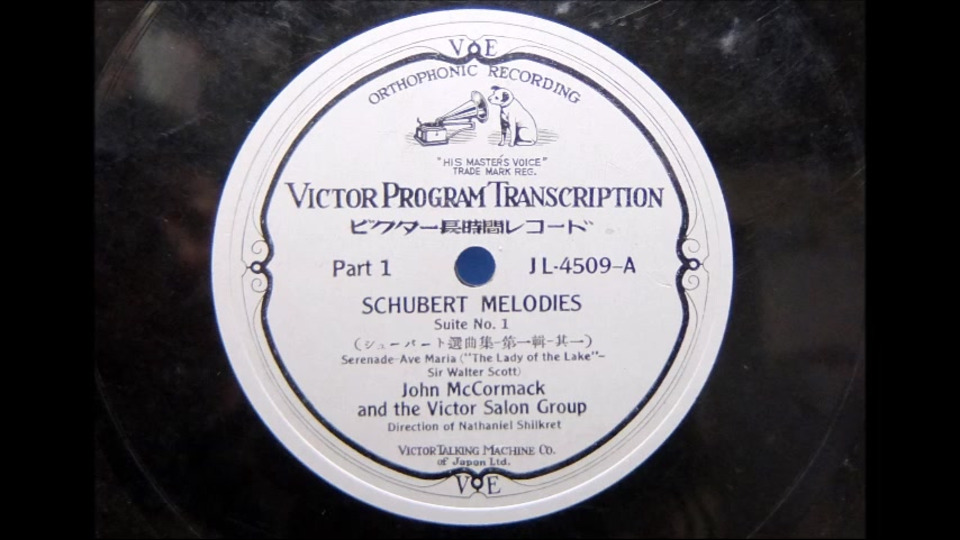 V E
ORTHOPHONIC RECORDING
"HIS MASTER'S VOICE"
TRADE MARK REG.
VICTOR PROGRAM TRANSCRIPTION
ビクター長時間レコード
Part 1 JL-4509-A
SCHUBERT MELODIES
Suite No. 1
(シューバート選曲集-第一輯-其一)
Serenade-Ave Maria ("The Lady of the Lake"-
Sir Walter Scott)
John McCormack
and the Victor Salon Group
Direction of Nathaniel Shilkret
VICTOR TALKING MACHINE CO.
of Japan Ltd.
V E